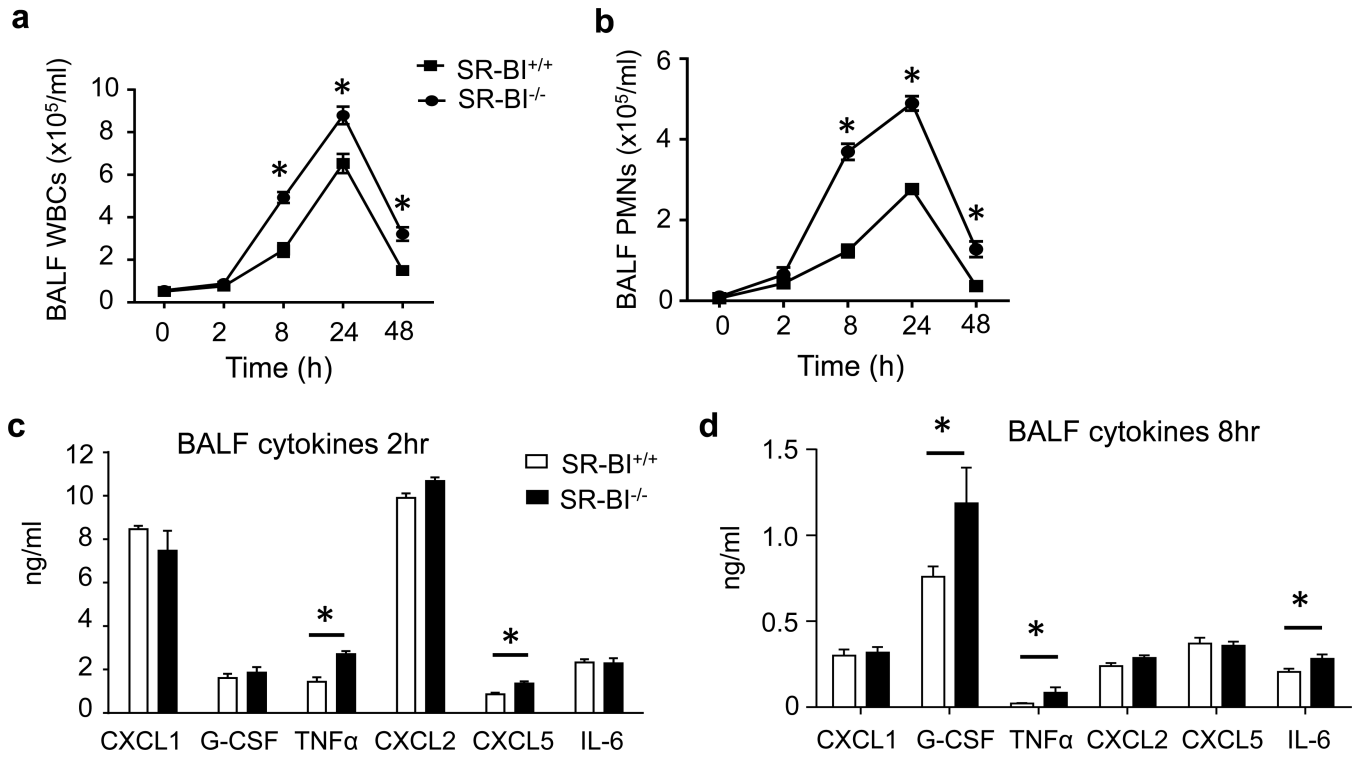 a
BALF WBCs (x10⁵/ml)
10
8
6
4
2
0
* * *
0 2 8 24 48
Time (h)
SR-BI⁺/⁺
SR-BI⁻/⁻
b
BALF PMNs (x10⁵/ml)
6
4
2
0
* * *
0 2 8 24 48
Time (h)
c
BALF cytokines 2hr
ng/ml
12
10
8
6
4
2
0
* *
SR-BI⁺/⁺
SR-BI⁻/⁻
CXCL1 G-CSF TNFα CXCL2 CXCL5 IL-6
d
BALF cytokines 8hr
ng/ml
1.5
1.0
0.5
0
* * *
CXCL1 G-CSF TNFα CXCL2 CXCL5 IL-6